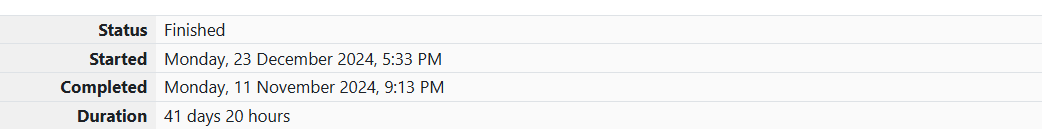 Status Finished
Started Monday, 23 December 2024, 5:33 PM
Completed Monday, 11 November 2024, 9:13 PM
Duration 41 days 20 hours